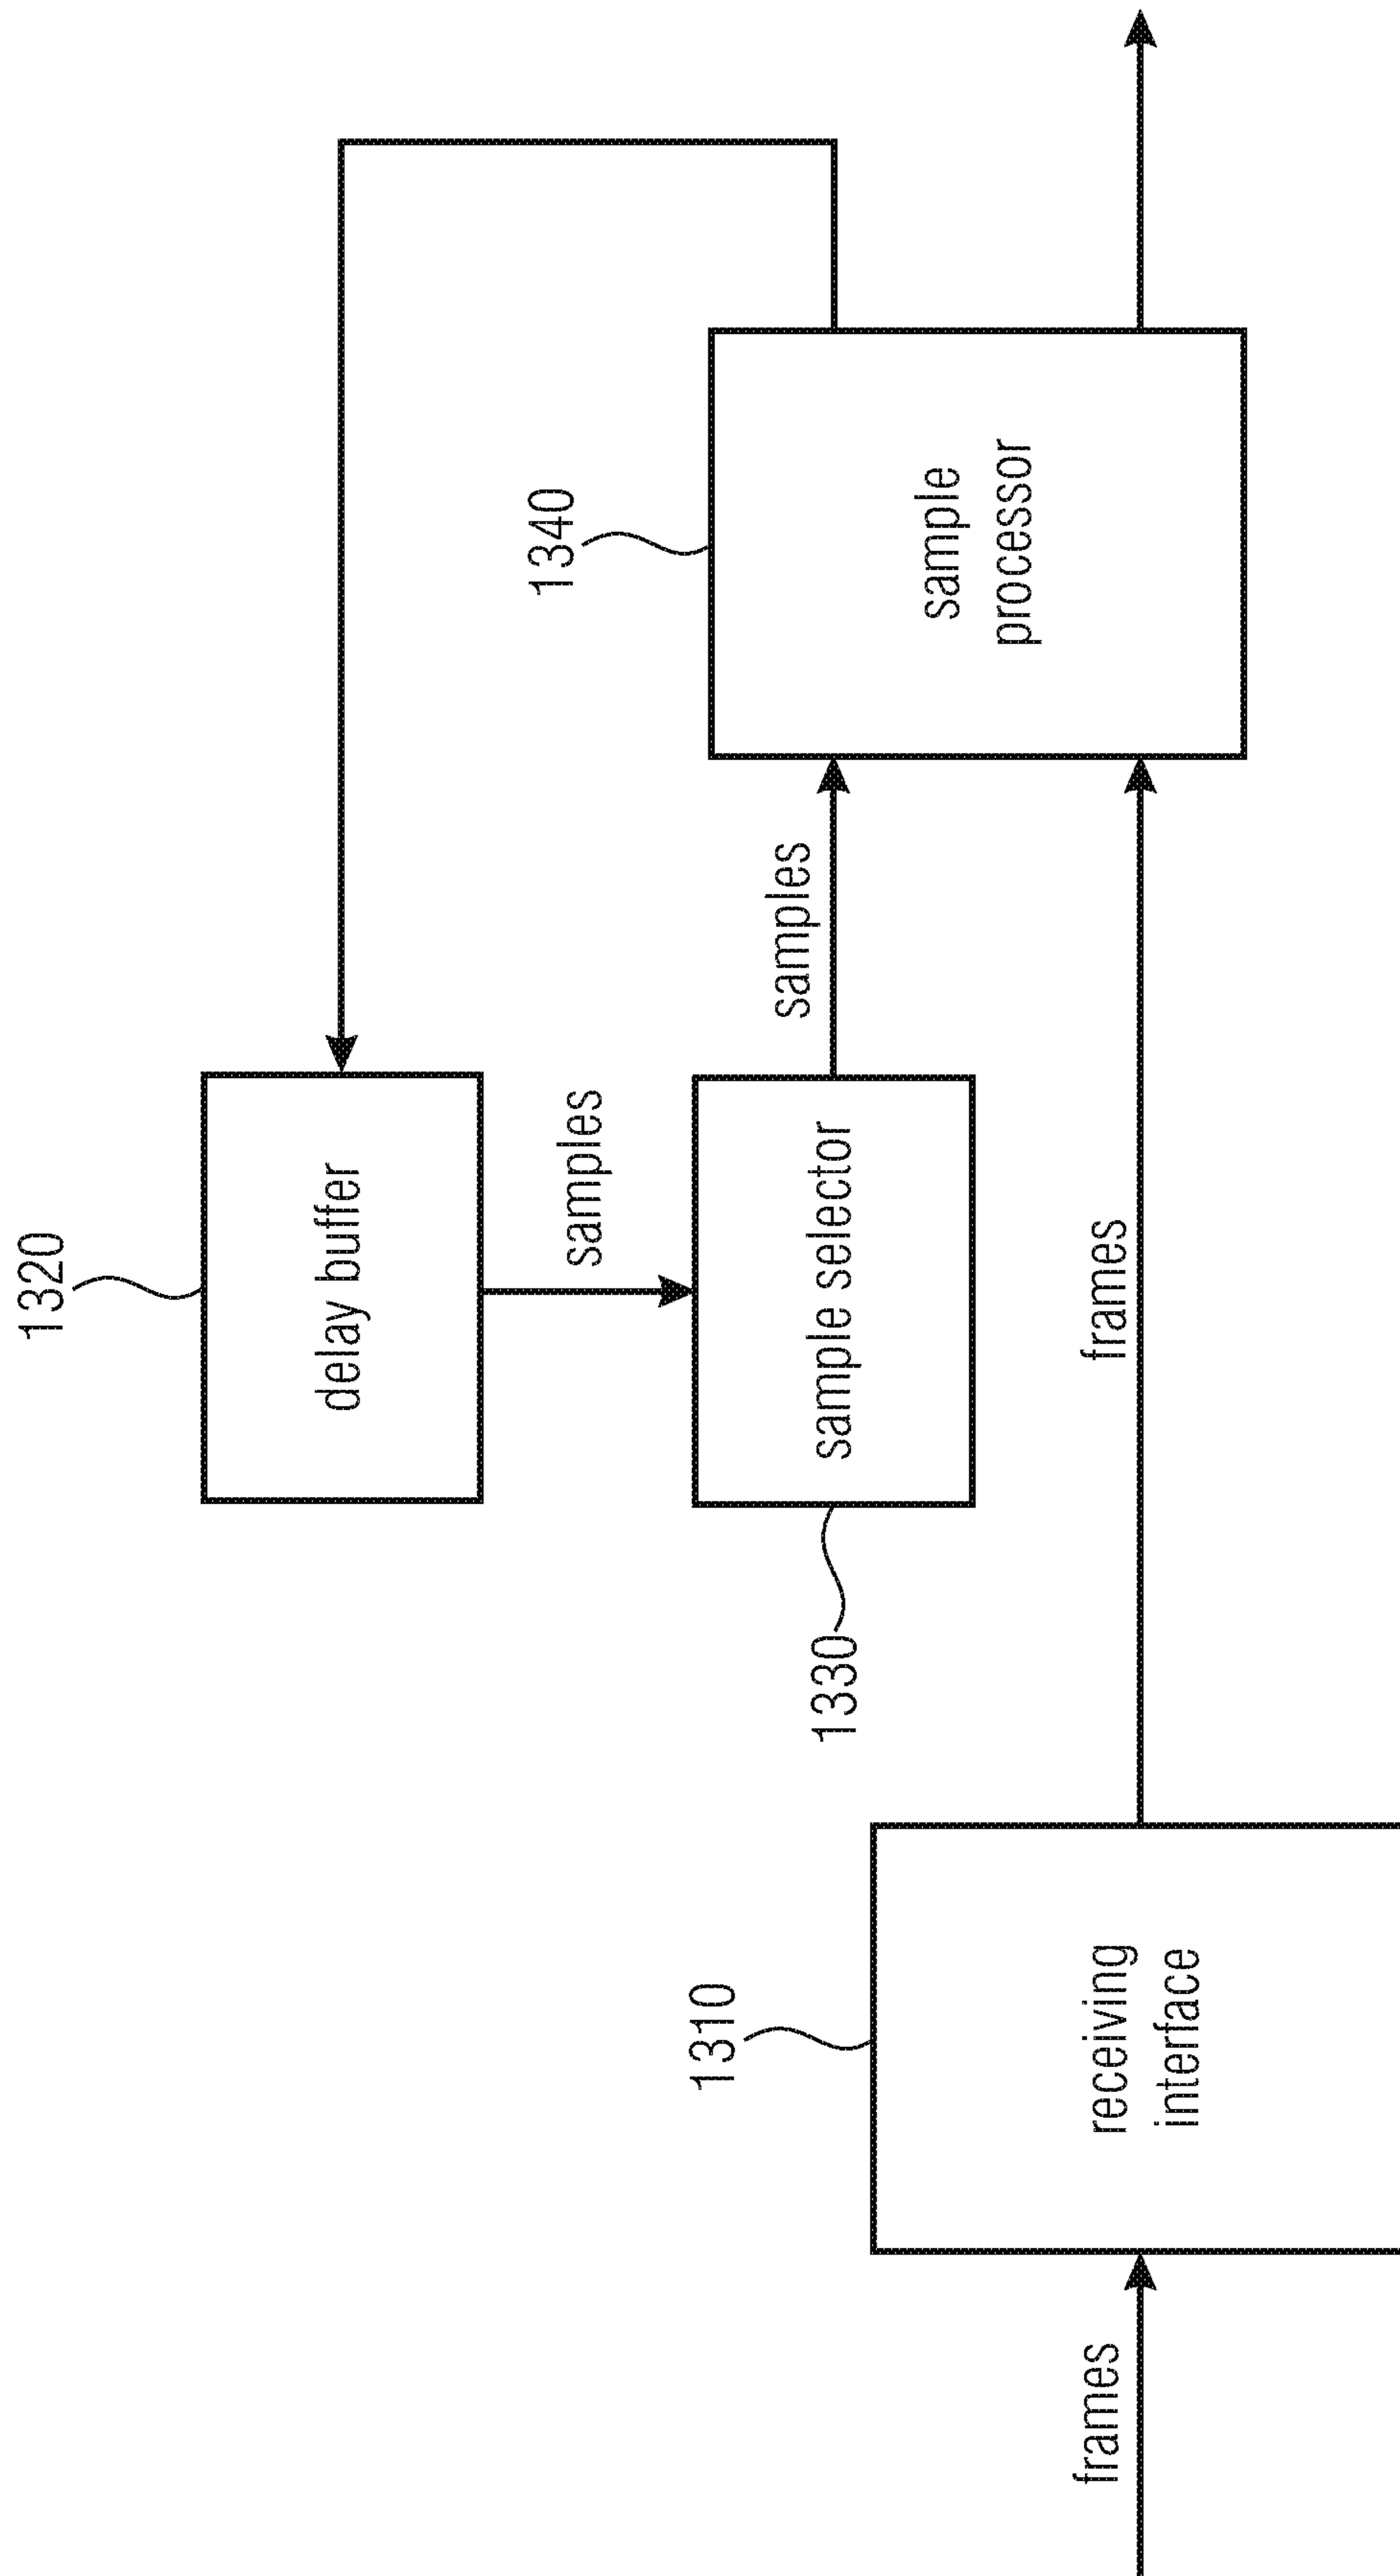 1320
delay buffer
samples
1330
sample selector
samples
1340
sample
processor
1310
receiving
interface
frames
frames